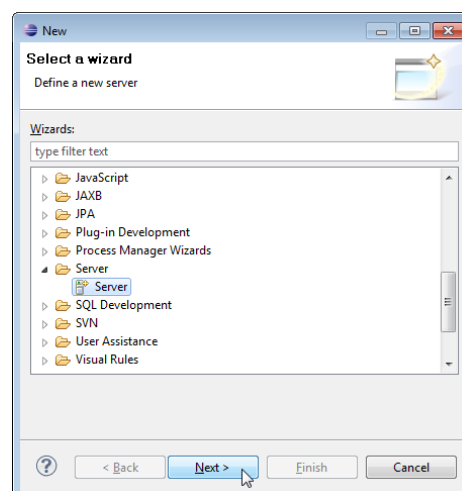 New
Select a wizard
Define a new server
Wizards:
type filter text
JavaScript
JAXB
JPA
Plug-in Development
Process Manager Wizards
Server
Server
SQL Development
SVN
User Assistance
Visual Rules
? < Back Next > Finish Cancel